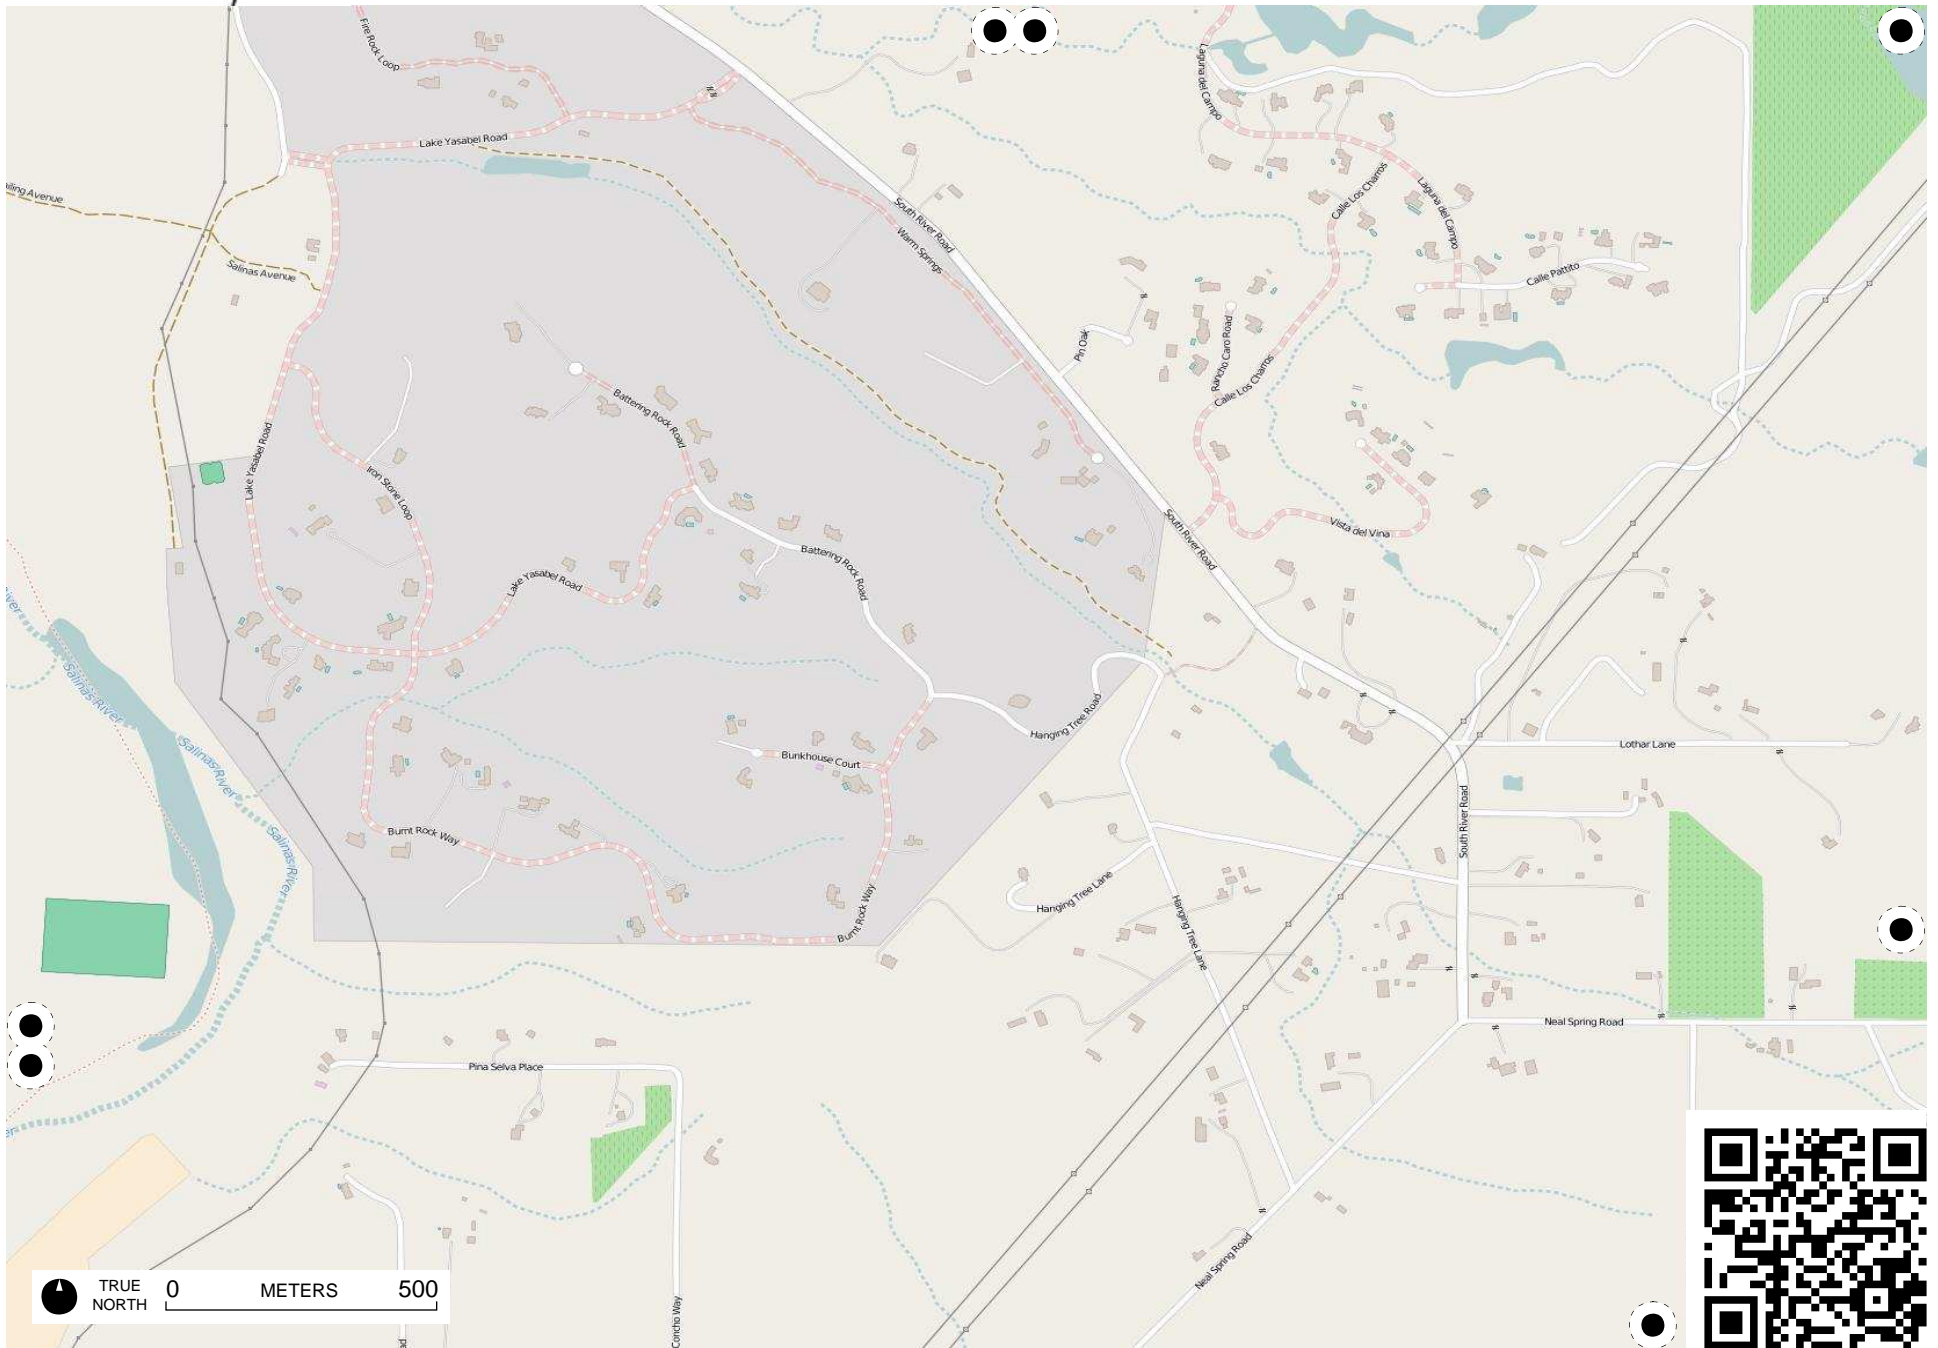 Fire Rock Loop
Laguna del Campo
Lake Yasabel Road
Calle Los Charros
Laguna del Campo
South River Road
Warm Springs
Salinas Avenue
Calle Pattito
Pin Oak
Rancho Caro Road
Calle Los Charros
Battering Rock Road
Lake Yasabel Road
Iron Stone Loop
South River Road
Vista del Vina
Battering Rock Road
Lake Yasabel Road
Salinas River
Hanging Tree Road
Salinas River
Bunkhouse Court
Lothar Lane
South River Road
Burnt Rock Way
Salinas River
Hanging Tree Lane
Burnt Rock Way
Hanging Tree Lane
Neal Spring Road
Pina Selva Place
Neal Spring Road
Concho Way
TRUE
NORTH
0 METERS 500